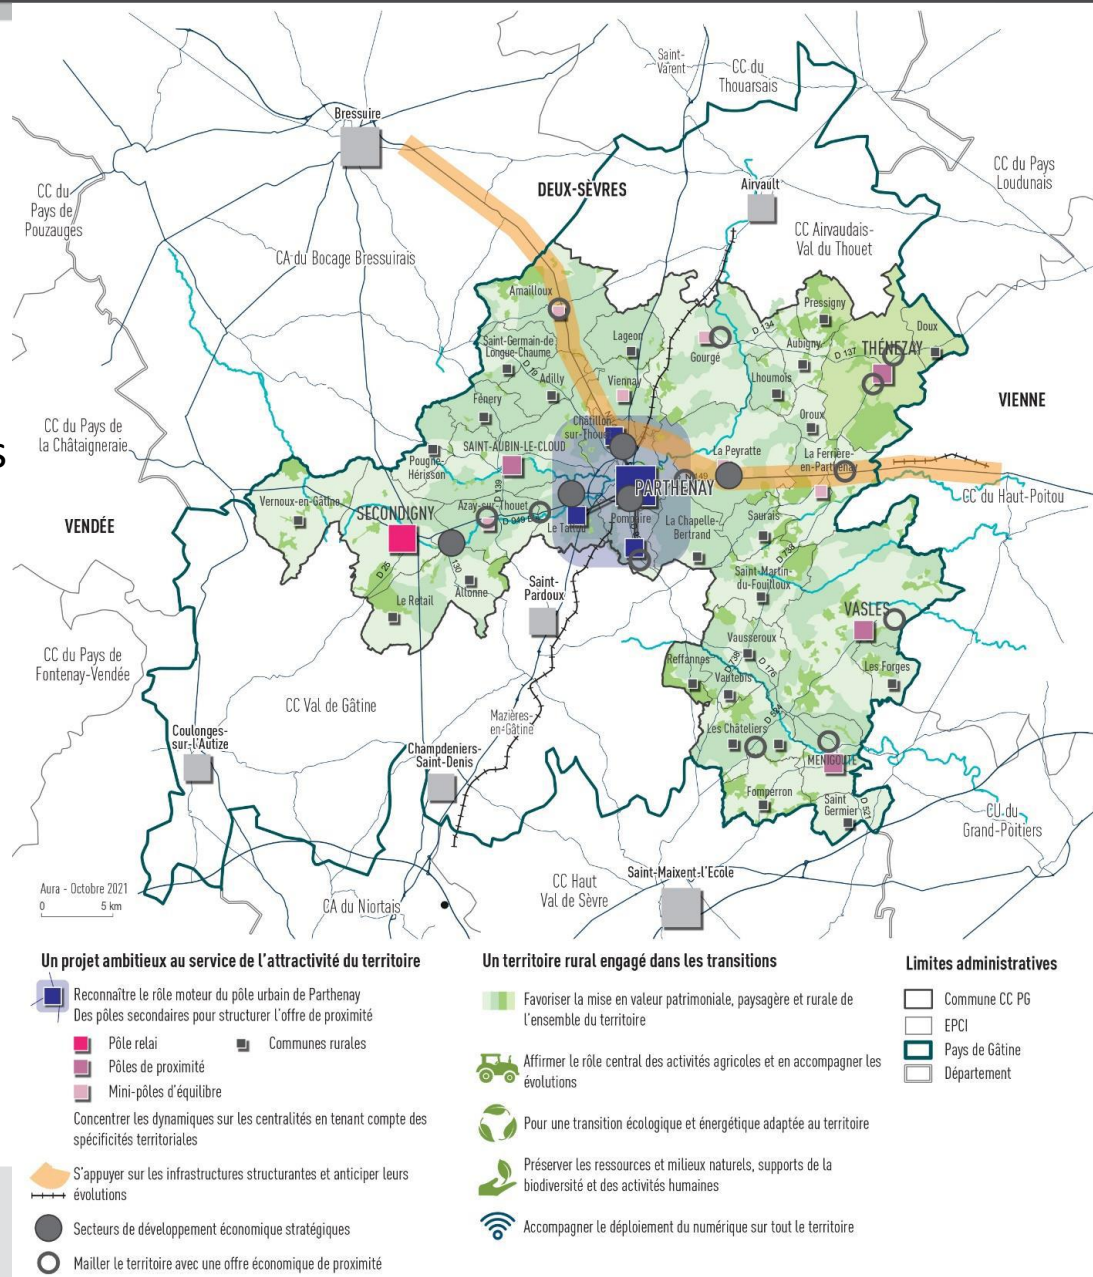 Saint-
Varent
CC du
Thouarsais
Bressuire
CC du Pays
Loudunais
CC du
Pays de
Pouzauges
DEUX-SÈVRES
Airvault
CC Airvaudais-
Val du Thouet
CA du Bocage Bressuirais
Amailloux
Pressigny
D 134
Doux
Lageon
Saint-Germain-de-
Longue-Chaume
Gourgé
Aubigny
D 137
THÉNEZAY
D 19
Adilly
Viennay
Lhoumois
VIENNE
Fénery
Oroux
CC du Pays de
la Châtaigneraie
Châtillon-
sur-Thouet
SAINT-AUBIN-LE-CLOUD
La Peyratte
La Ferrière-
en-Parthenay
Pougne-
Hérisson
PARTHENAY
CC du Haut-Poitou
Vernoux-en-Gâtine
D 139
Azay-sur-Thouet
SECONDIGNY
D 949
Le Tallud
Pompaire
La Chapelle-
Bertrand
Saurais
VENDÉE
D 738
D 25
130
Allonne
Saint-
Pardoux
Saint-Martin-
du-Fouilloux
Le Retail
VASLES
CC du Pays de
Fontenay-Vendée
Vausseroux
Reffannes
D 738
D 176
Les Forges
Vautebis
CC Val de Gâtine
Mazières-
en-Gâtine
Les Châteliers
Coulonges-
sur-l'Autize
Champdeniers-
Saint-Denis
MÉNIGOUTE
Fomperron
Saint
Germier
D 521
CU du
Grand-Poitiers
Saint-Maixent-l'École
CC Haut
Val de Sèvre
CA du Niortais
Aura - Octobre 2021
0 5 km
Un projet ambitieux au service de l'attractivité du territoire
Reconnaître le rôle moteur du pôle urbain de Parthenay
Des pôles secondaires pour structurer l'offre de proximité
Pôle relai
Communes rurales
Pôles de proximité
Mini-pôles d'équilibre
Concentrer les dynamiques sur les centralités en tenant compte des
spécificités territoriales
S'appuyer sur les infrastructures structurantes et anticiper leurs
évolutions
Secteurs de développement économique stratégiques
Mailler le territoire avec une offre économique de proximité
Un territoire rural engagé dans les transitions
Favoriser la mise en valeur patrimoniale, paysagère et rurale de
l'ensemble du territoire
Affirmer le rôle central des activités agricoles et en accompagner les
évolutions
Pour une transition écologique et énergétique adaptée au territoire
Préserver les ressources et milieux naturels, supports de la
biodiversité et des activités humaines
Accompagner le déploiement du numérique sur tout le territoire
Limites administratives
Commune CC PG
EPCI
Pays de Gâtine
Département